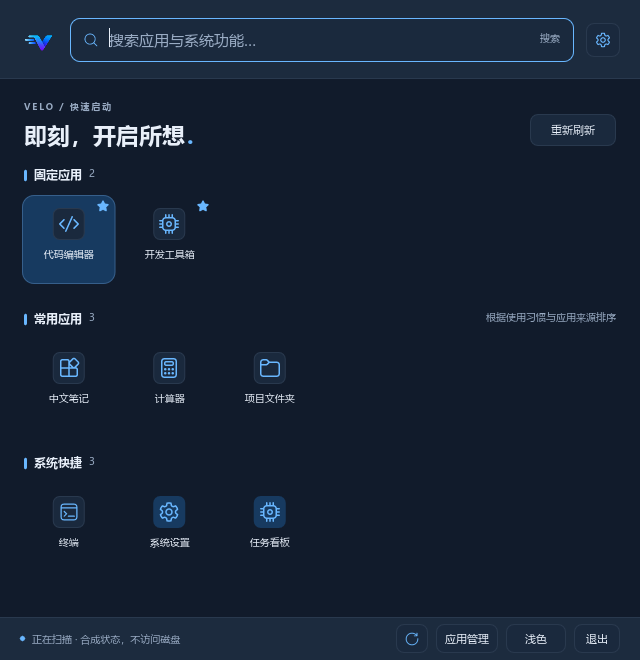 搜索应用与系统功能...
搜索
VELO / 快速启动
即刻，开启所想.
重新刷新
固定应用 2
代码编辑器
开发工具箱
常用应用 3
根据使用习惯与应用来源排序
中文笔记
计算器
项目文件夹
系统快捷 3
终端
系统设置
任务看板
正在扫描 · 合成状态，不访问磁盘
应用管理
浅色
退出